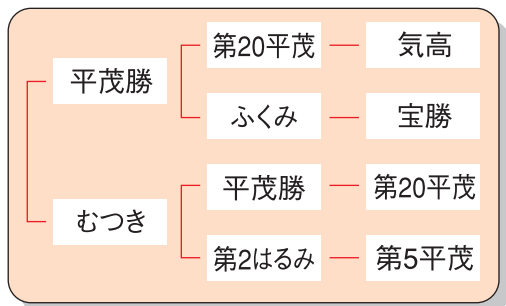 平茂勝
むつき
第20平茂
ふくみ
平茂勝
第2はるみ
気高
宝勝
第20平茂
第5平茂